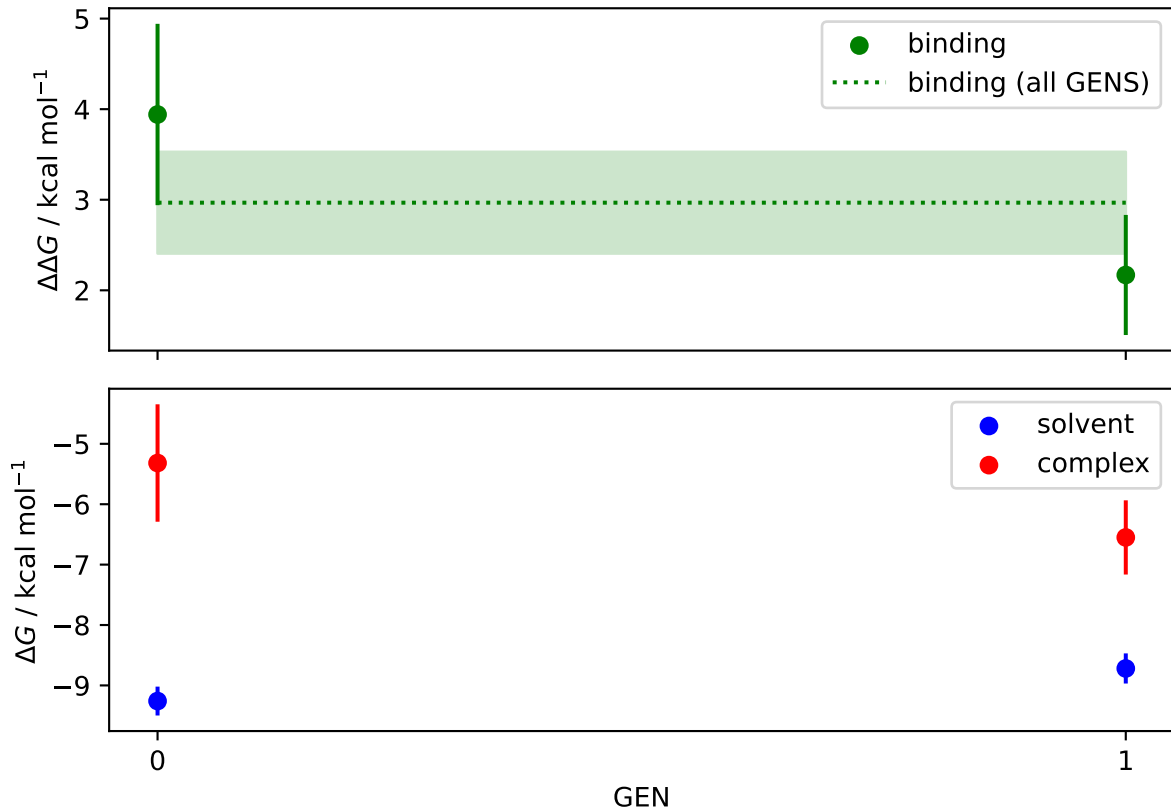 5
4
3
2
ΔΔG / kcal mol⁻¹
binding
binding (all GENS)
−5
−6
−7
−8
−9
ΔG / kcal mol⁻¹
solvent
complex
0
1
GEN